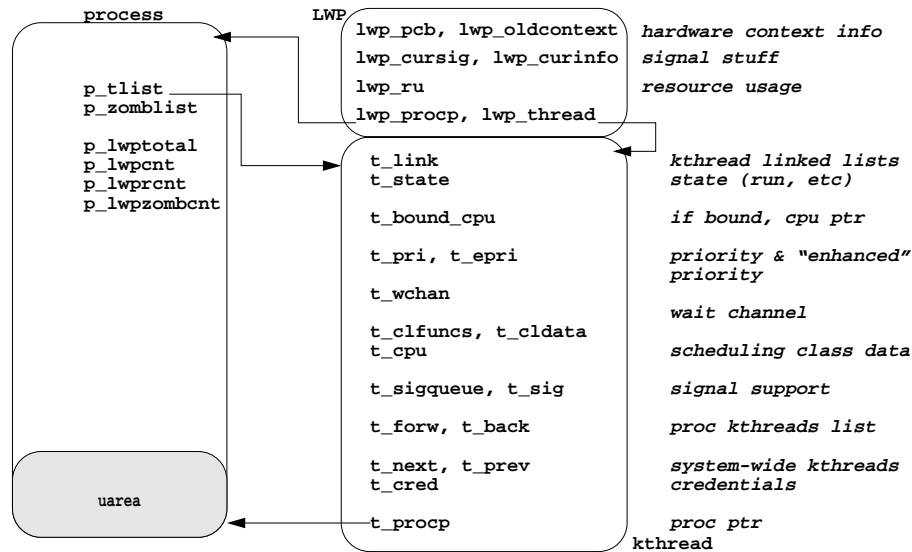 process
p_tlist
p_zomblist
p_lwptotal
p_lwpcnt
p_lwprcnt
p_lwpzombcnt
uarea
LWP
lwp_pcb, lwp_oldcontext hardware context info
lwp_cursig, lwp_curinfo signal stuff
lwp_ru resource usage
lwp_procp, lwp_thread
t_link kthread linked lists
t_state state (run, etc)
t_bound_cpu if bound, cpu ptr
t_pri, t_epri priority & “enhanced”
priority
t_wchan
wait channel
t_clfuncs, t_cldata
t_cpu scheduling class data
t_sigqueue, t_sig signal support
t_forw, t_back proc kthreads list
t_next, t_prev system-wide kthreads
t_cred credentials
t_procp proc ptr
kthread